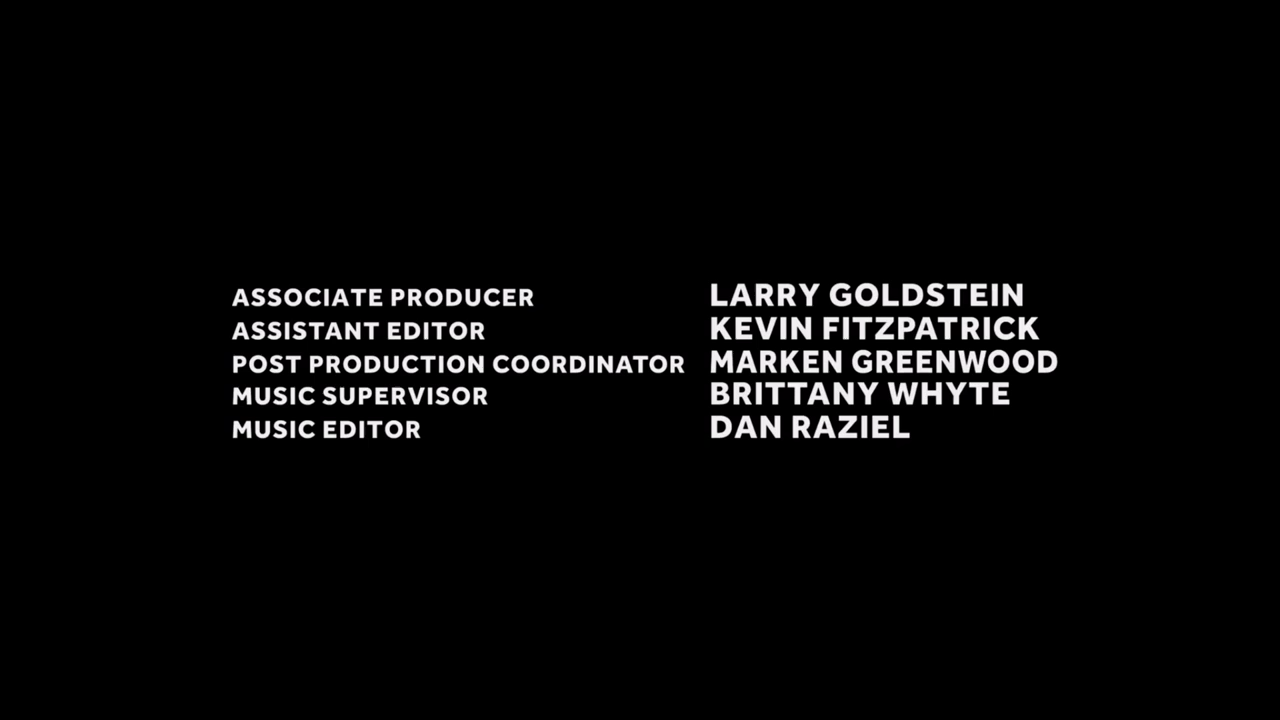 ASSOCIATE PRODUCER LARRY GOLDSTEIN
ASSISTANT EDITOR KEVIN FITZPATRICK
POST PRODUCTION COORDINATOR MARKEN GREENWOOD
MUSIC SUPERVISOR BRITTANY WHYTE
MUSIC EDITOR DAN RAZIEL